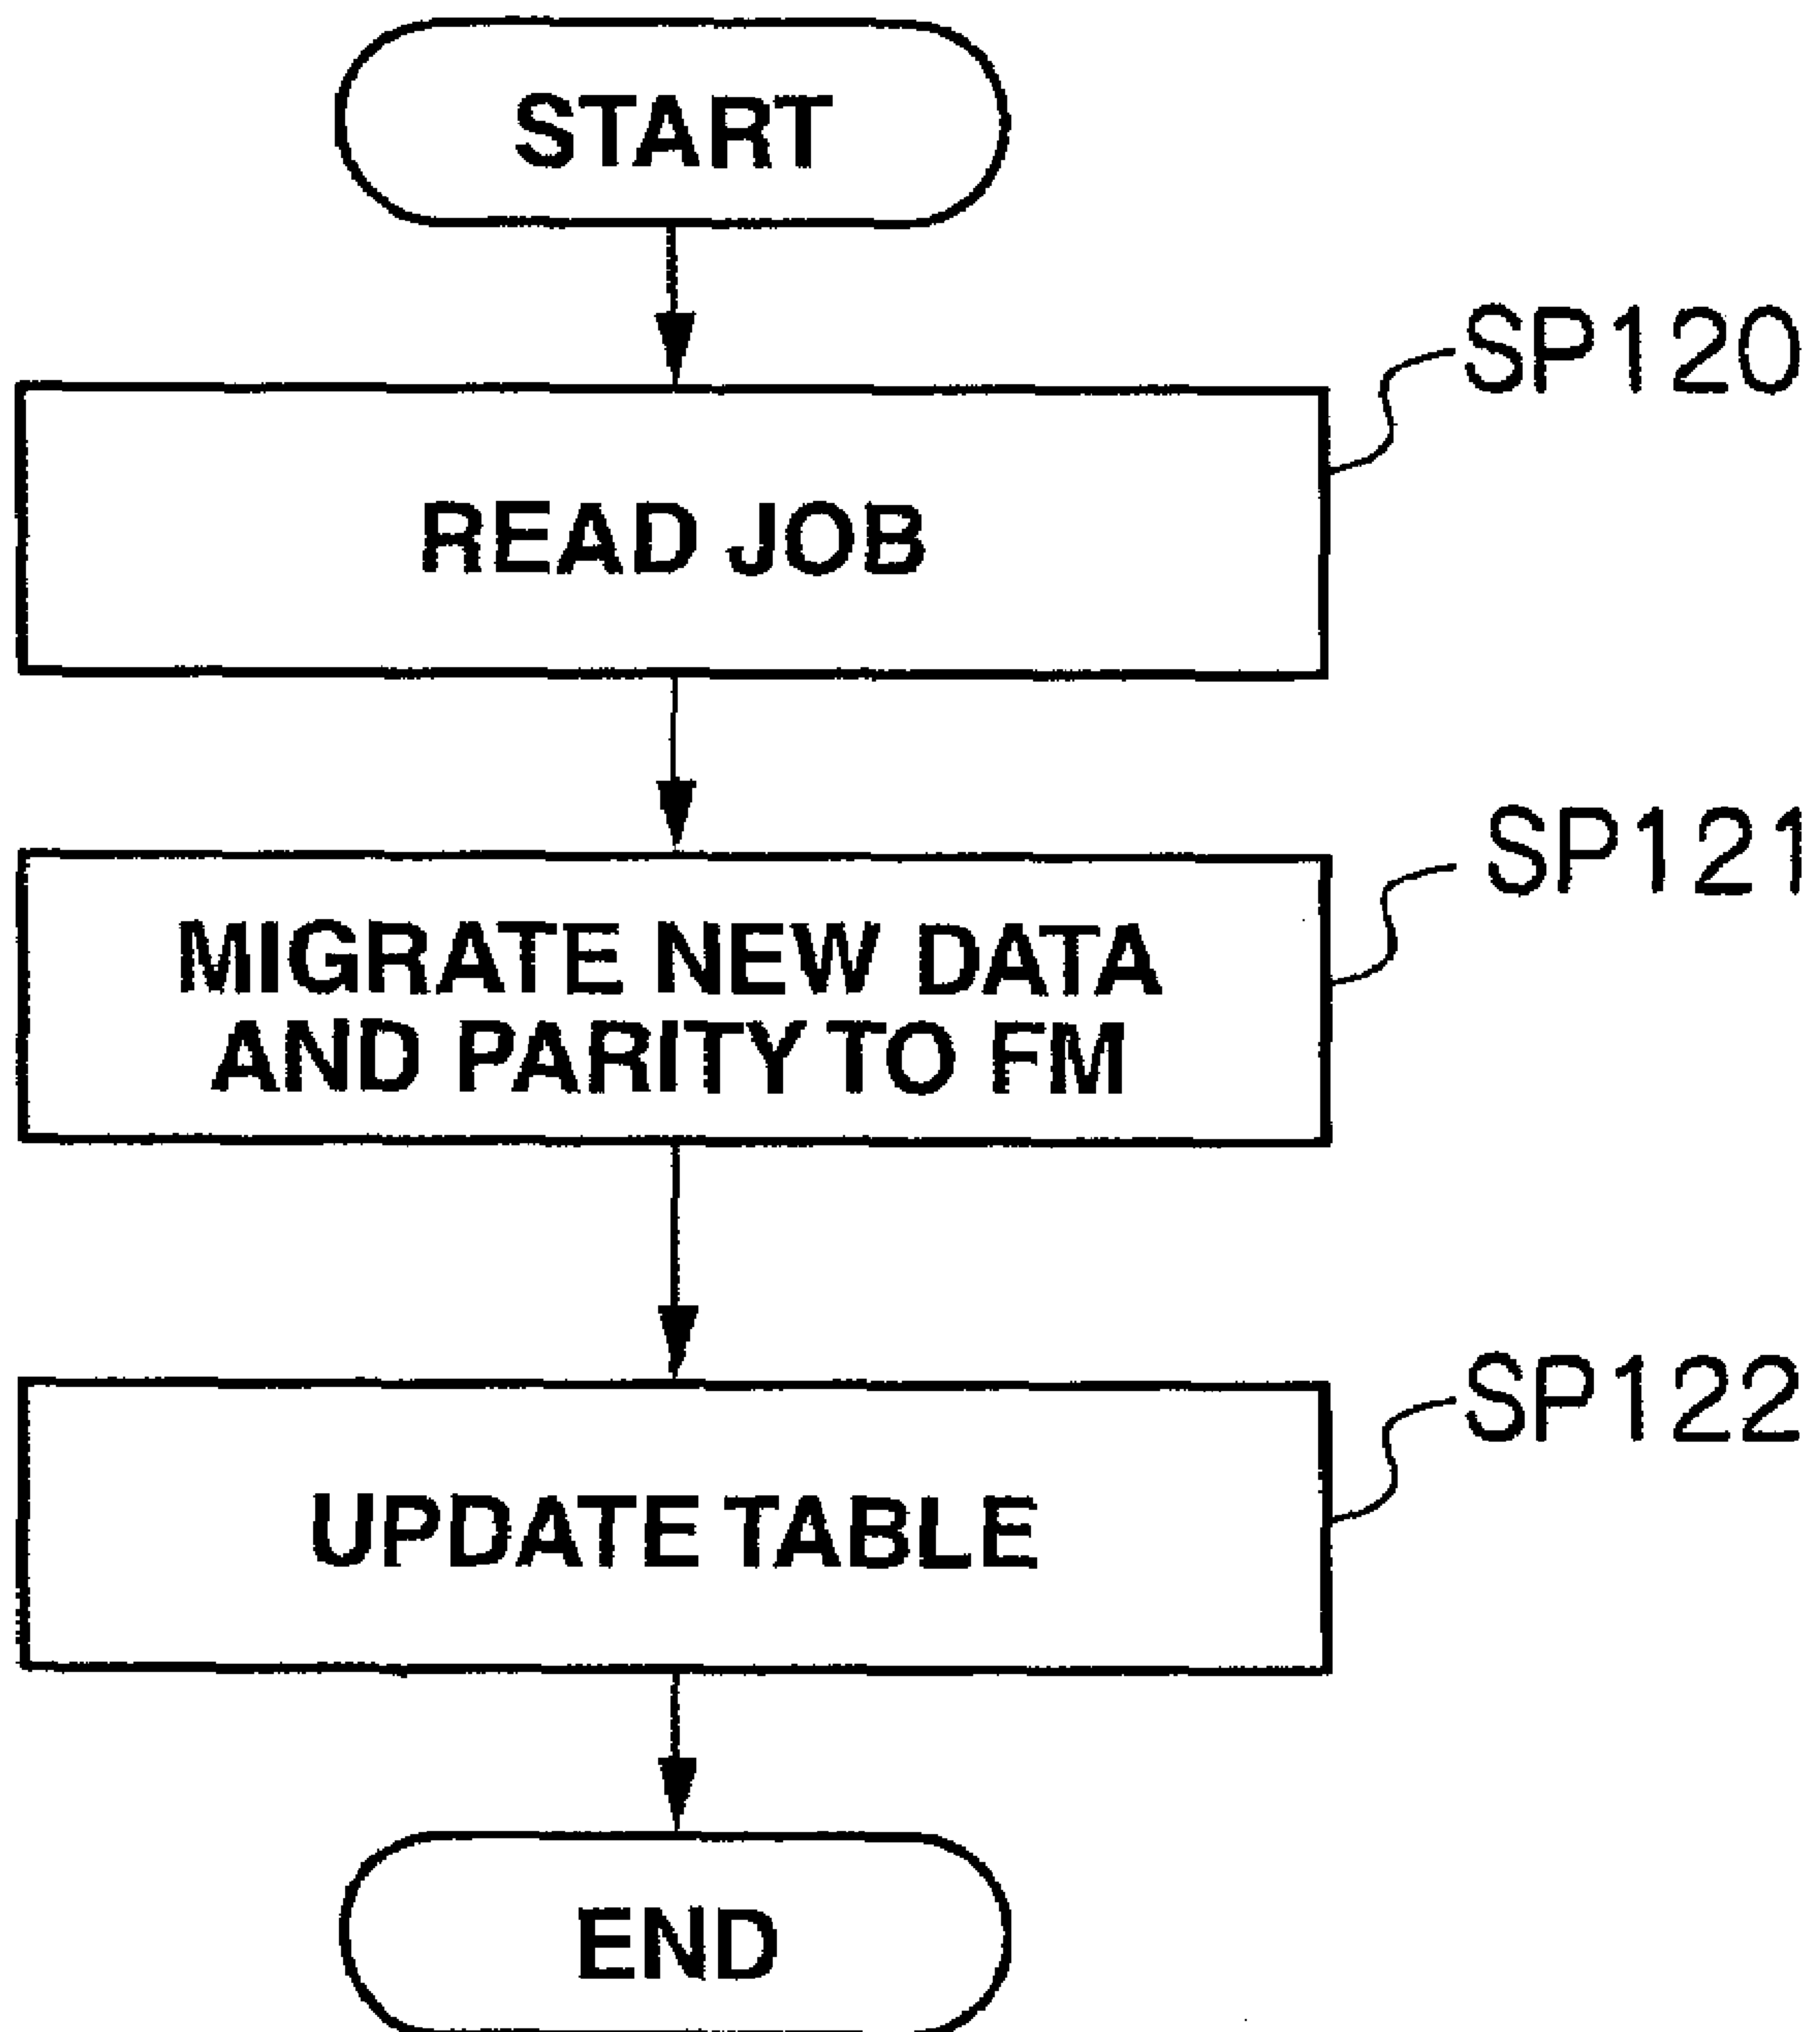 START
SP120
READ JOB
SP121
MIGRATE NEW DATA
AND PARITY TO FM
SP122
UPDATE TABLE
END